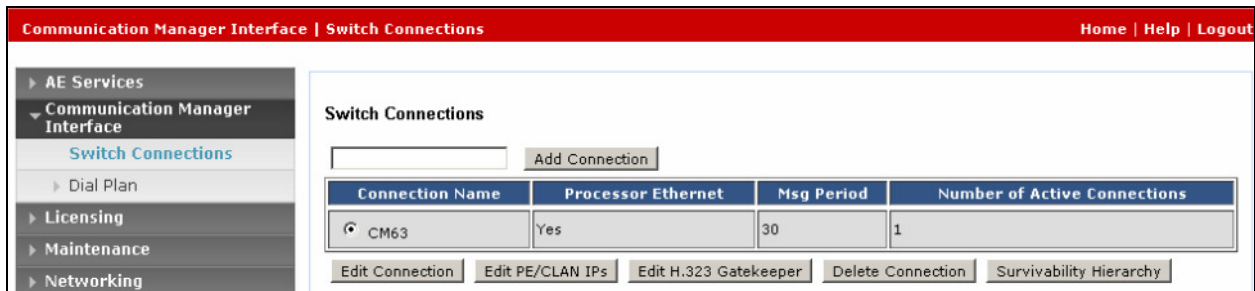 Communication Manager Interface | Switch Connections
Home | Help | Logout
AE Services
Communication Manager
Interface
Switch Connections
Dial Plan
Licensing
Maintenance
Networking
Switch Connections
Add Connection
Connection Name Processor Ethernet Msg Period Number of Active Connections
CM63 Yes 30 1
Edit Connection Edit PE/CLAN IPs Edit H.323 Gatekeeper Delete Connection Survivability Hierarchy